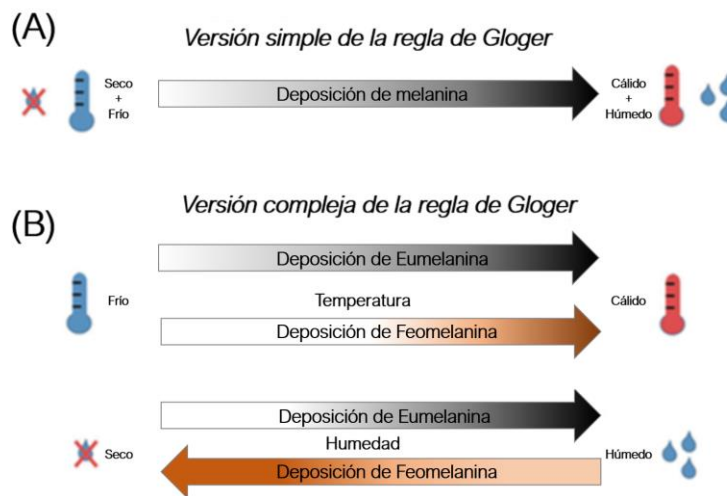 (A)
Versión simple de la regla de Gloger
Seco
+
Frío
Deposición de melanina
Cálido
+
Húmedo
(B)
Versión compleja de la regla de Gloger
Deposición de Eumelanina
Frío
Temperatura
Cálido
Deposición de Feomelanina
Deposición de Eumelanina
Seco
Humedad
Húmedo
Deposición de Feomelanina